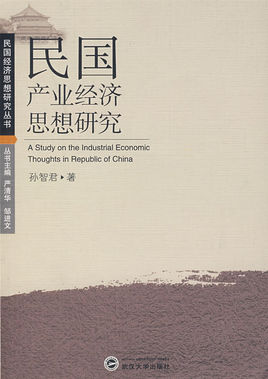 民国经济思想研究丛书
丛书主编 严清华 邹进文
民国
产业经济
思想研究
A Study on the Industrial Economic
Thoughts in Republic of China
孙智君 著
武汉大学出版社